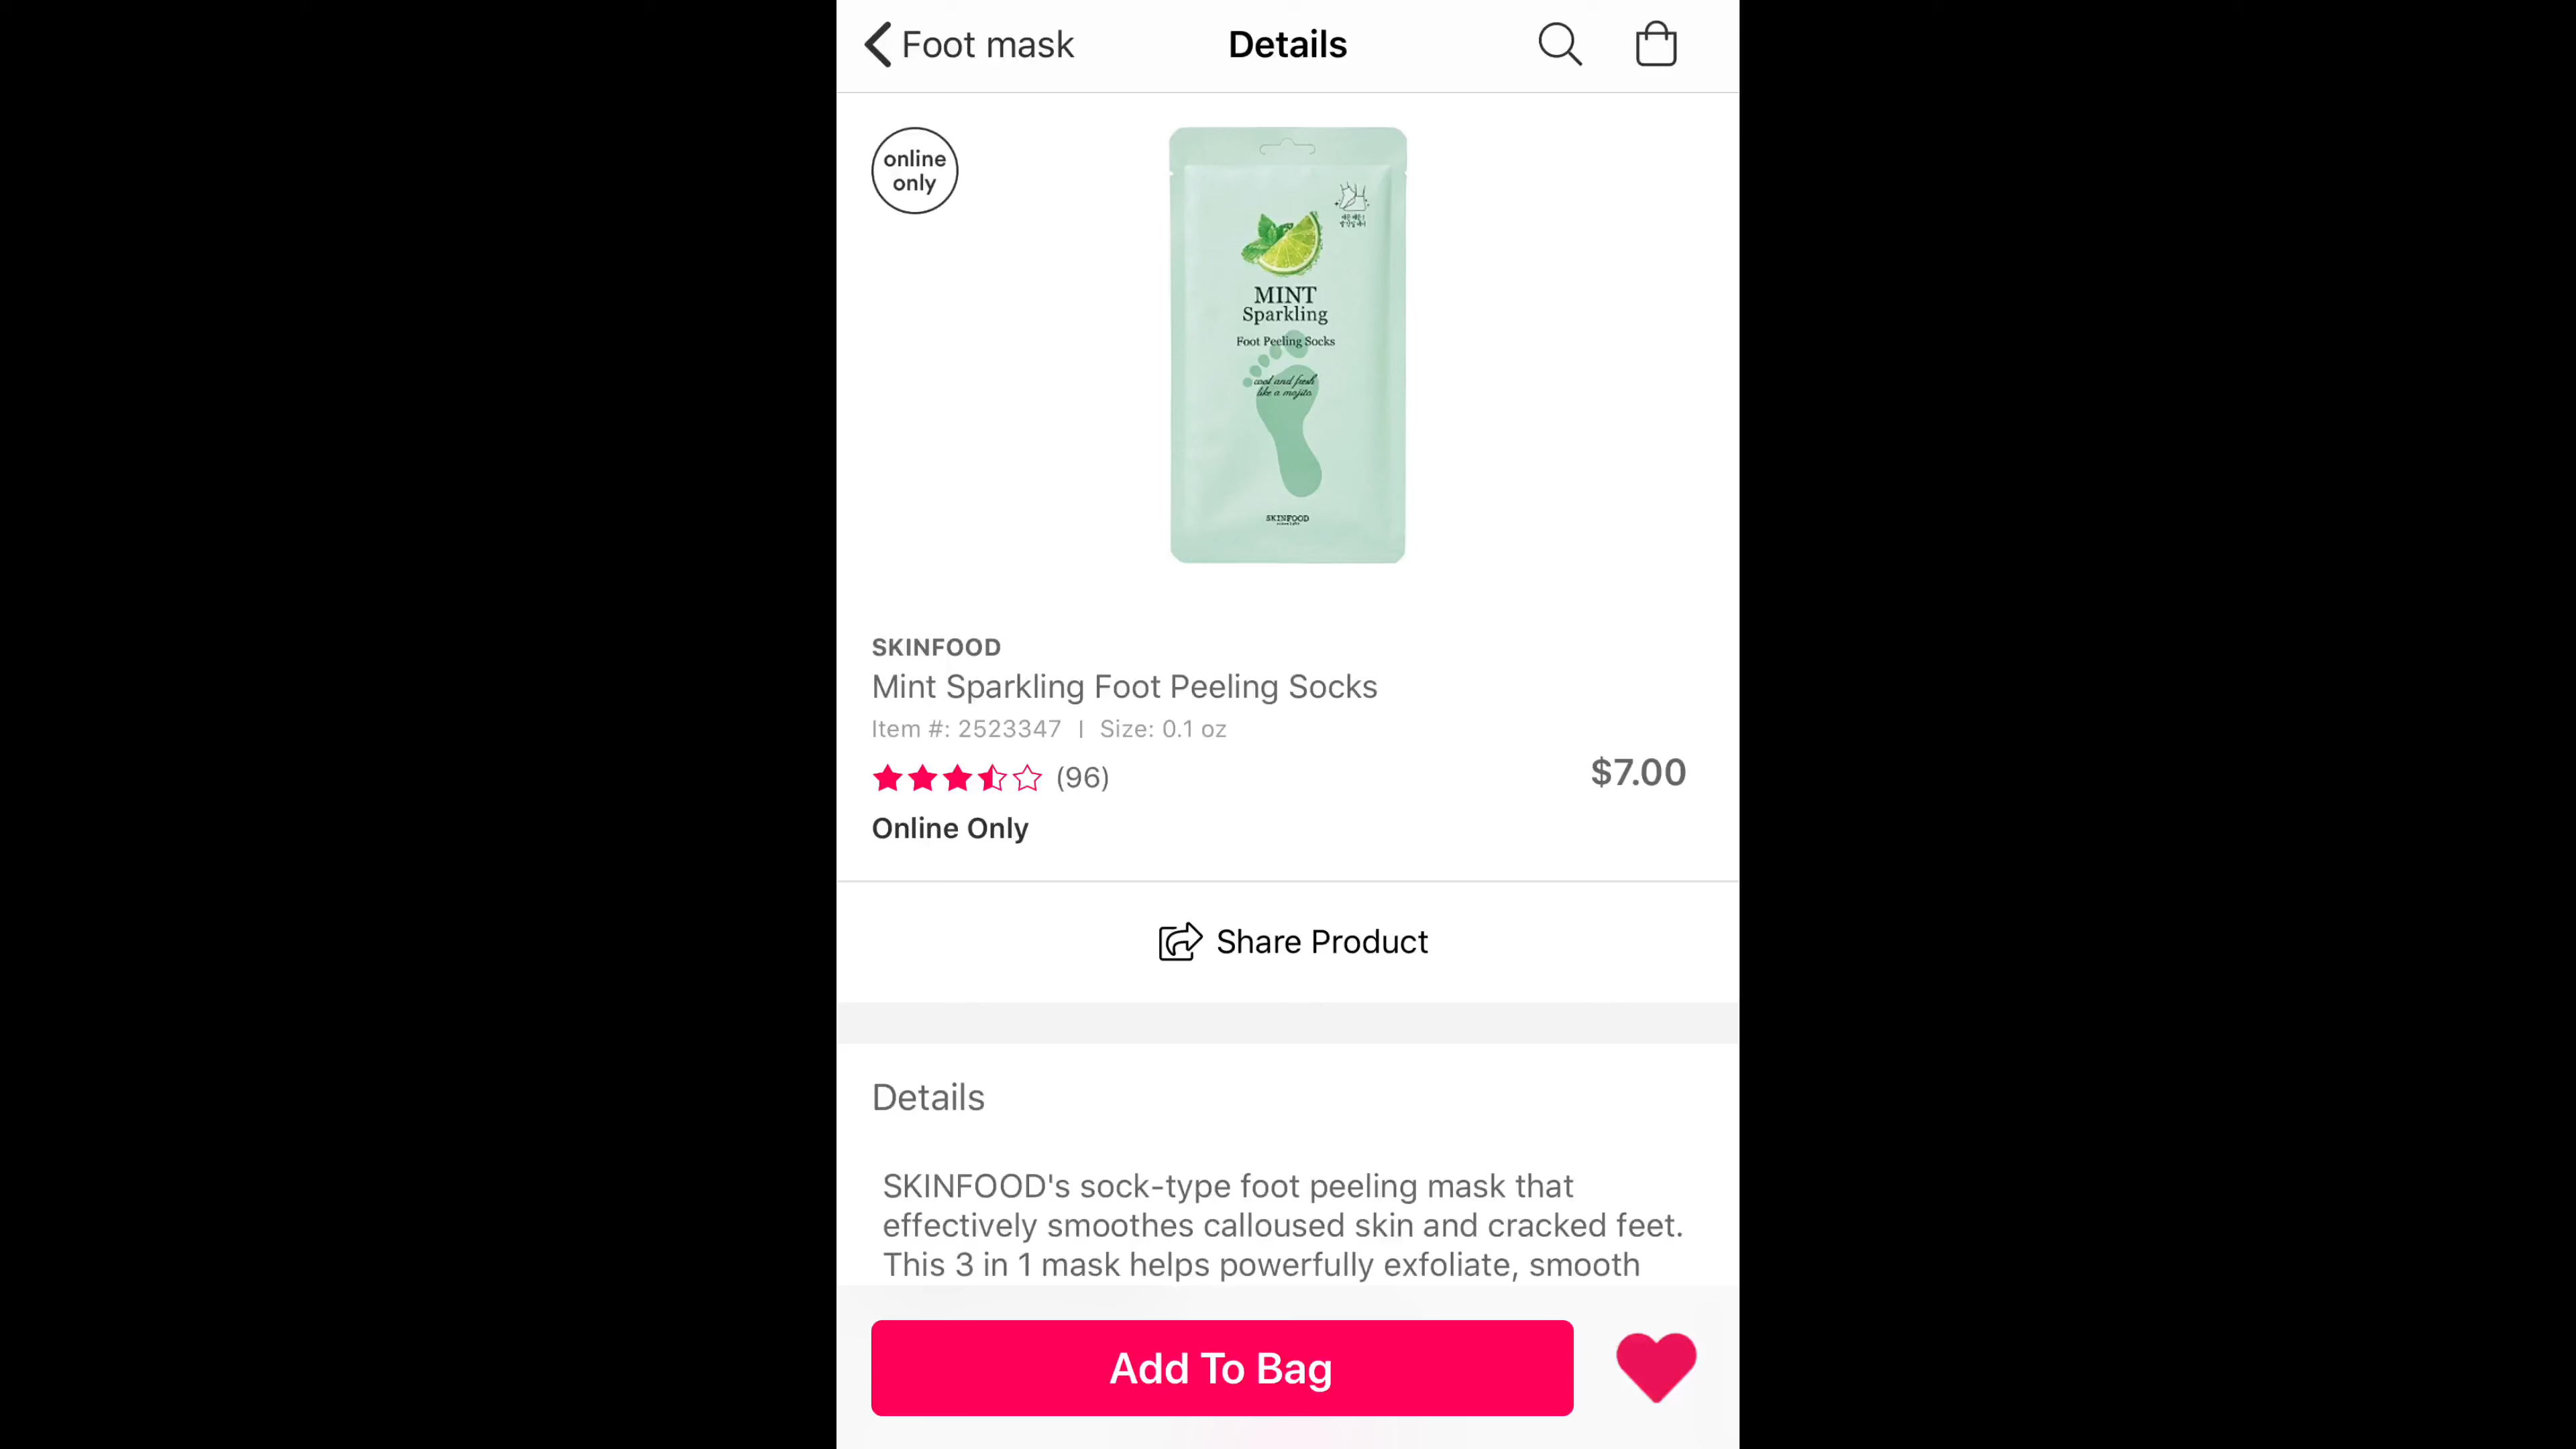 Foot mask
Details
online
only
MINT
Sparkling
Foot Peeling Socks
cool and fresh
like a mojito
SKINFOOD
SKINFOOD
Mint Sparkling Foot Peeling Socks
Item #: 2523347 | Size: 0.1 oz
(96)
$7.00
Online Only
Share Product
Details
SKINFOOD's sock-type foot peeling mask that
effectively smoothes calloused skin and cracked feet.
This 3 in 1 mask helps powerfully exfoliate, smooth
Add To Bag